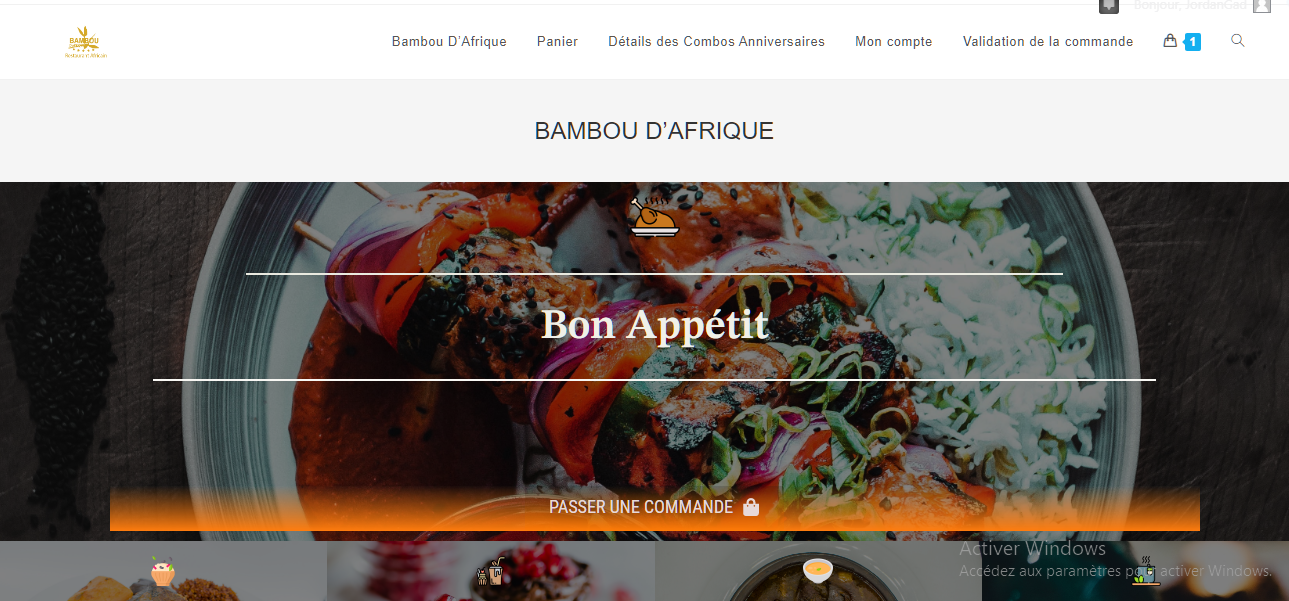 Bonjour, JordanGad
BAMBOU
Restaurant Africain
Bambou D’Afrique
Panier
Détails des Combos Anniversaires
Mon compte
Validation de la commande
1
BAMBOU D’AFRIQUE
Bon Appétit
PASSER UNE COMMANDE
Activer Windows
Accédez aux paramètres pour activer Windows.